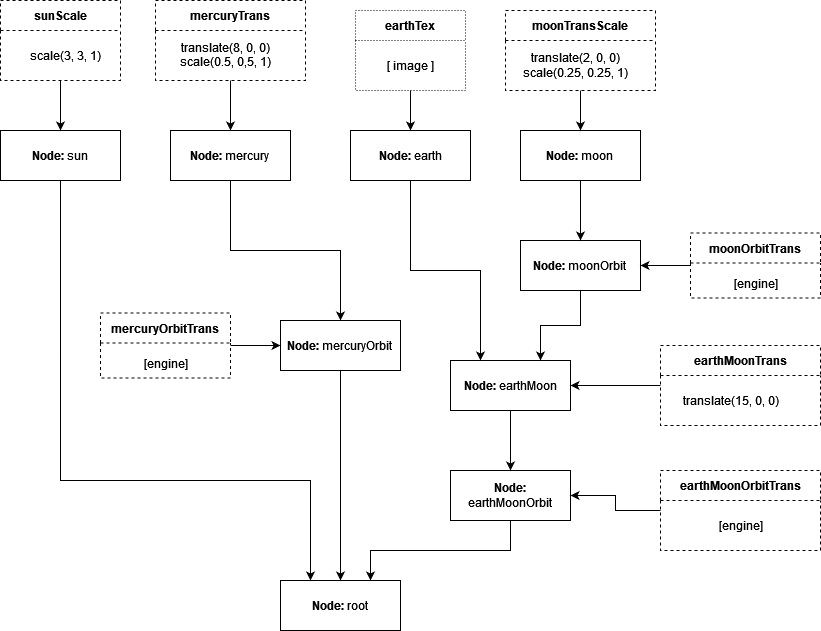 sunScale
scale(3, 3, 1)
mercuryTrans
translate(8, 0, 0)
scale(0.5, 0,5, 1)
earthTex
[ image ]
moonTransScale
translate(2, 0, 0)
scale(0.25, 0.25, 1)
Node: sun
Node: mercury
Node: earth
Node: moon
Node: moonOrbit
moonOrbitTrans
[engine]
mercuryOrbitTrans
[engine]
Node: mercuryOrbit
Node: earthMoon
earthMoonTrans
translate(15, 0, 0)
Node:
earthMoonOrbit
earthMoonOrbitTrans
[engine]
Node: root